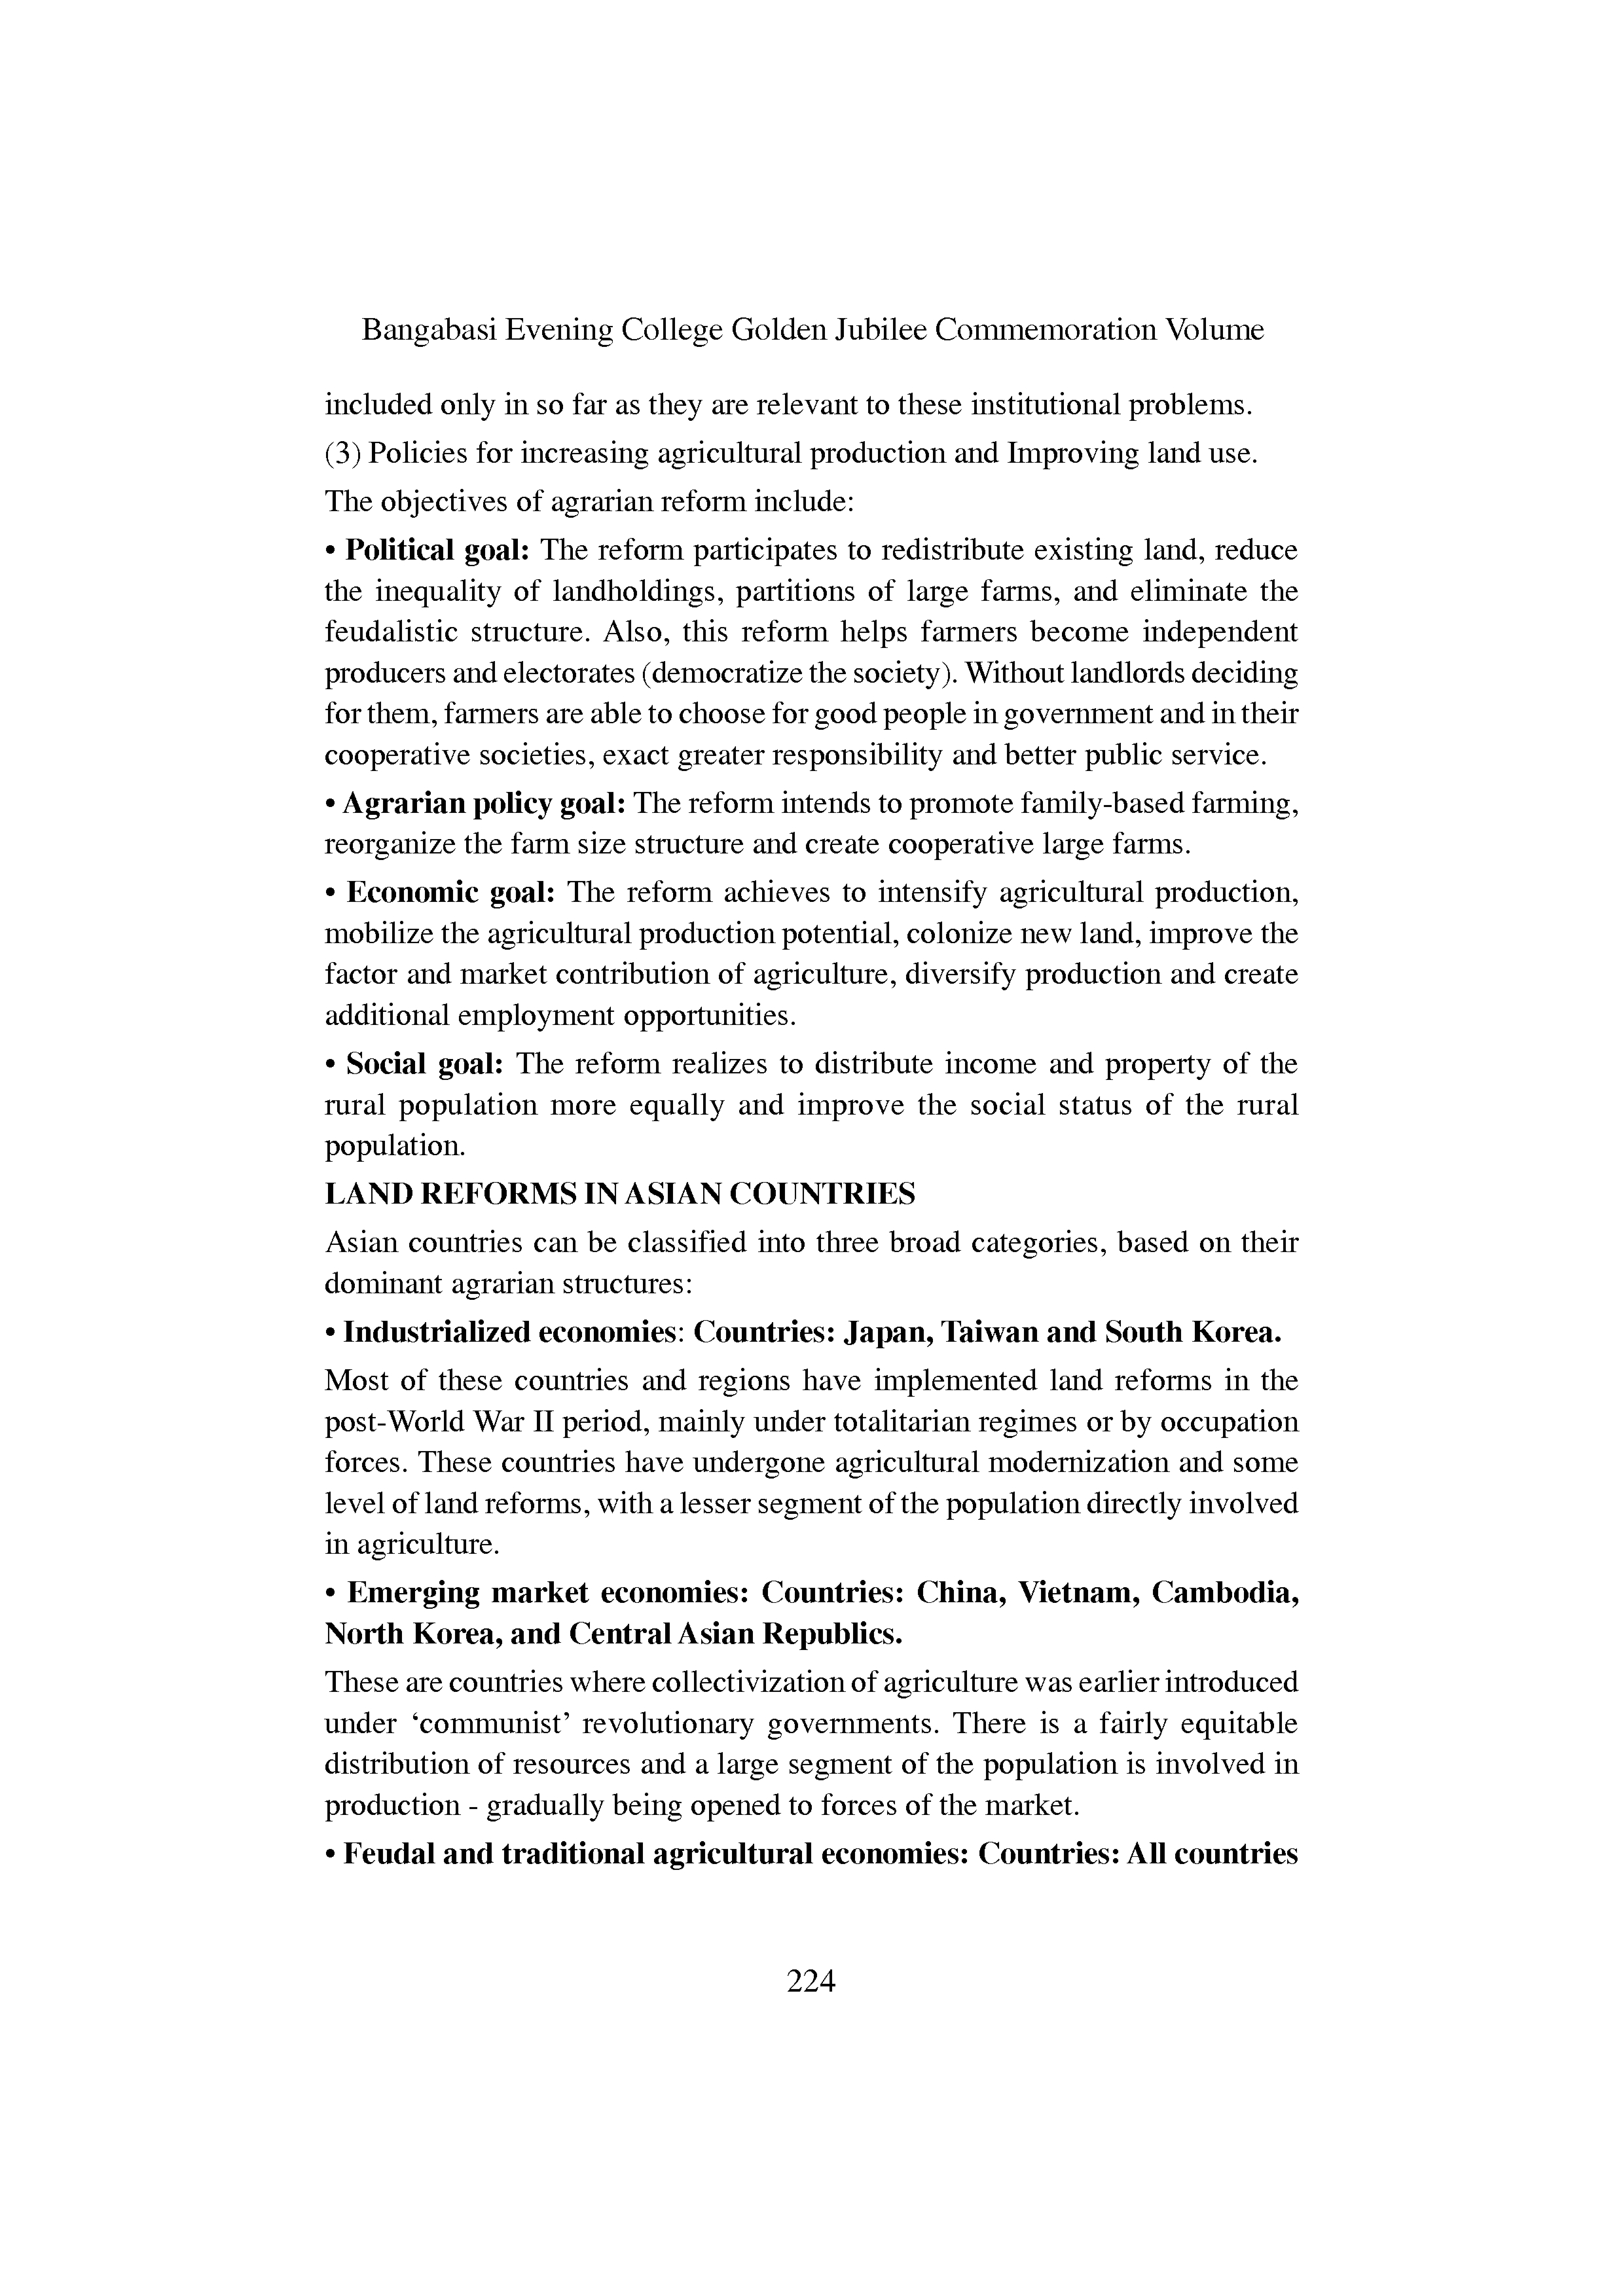 Bangabasi Evening College Golden Jubilee Commemoration Volume
included only in so far as they are relevant to these institutional problems.
(3) Policies for increasing agricultural production and Improving land use.
The objectives of agrarian reform include:
• Political goal: The reform participates to redistribute existing land, reduce
the inequality of landholdings, partitions of large farms, and eliminate the
feudalistic structure. Also, this reform helps farmers become independent
producers and electorates (democratize the society). Without landlords deciding
for them, farmers are able to choose for good people in government and in their
cooperative societies, exact greater responsibility and better public service.
• Agrarian policy goal: The reform intends to promote family-based farming,
reorganize the farm size structure and create cooperative large farms.
• Economic goal: The reform achieves to intensify agricultural production,
mobilize the agricultural production potential, colonize new land, improve the
factor and market contribution of agriculture, diversify production and create
additional employment opportunities.
• Social goal: The reform realizes to distribute income and property of the
rural population more equally and improve the social status of the rural
population.
LAND REFORMS IN ASIAN COUNTRIES
Asian countries can be classified into three broad categories, based on their
dominant agrarian structures:
• Industrialized economies: Countries: Japan, Taiwan and South Korea.
Most of these countries and regions have implemented land reforms in the
post-World War II period, mainly under totalitarian regimes or by occupation
forces. These countries have undergone agricultural modernization and some
level of land reforms, with a lesser segment of the population directly involved
in agriculture.
• Emerging market economies: Countries: China, Vietnam, Cambodia,
North Korea, and Central Asian Republics.
These are countries where collectivization of agriculture was earlier introduced
under ‘communist’ revolutionary governments. There is a fairly equitable
distribution of resources and a large segment of the population is involved in
production - gradually being opened to forces of the market.
• Feudal and traditional agricultural economies: Countries: All countries
224